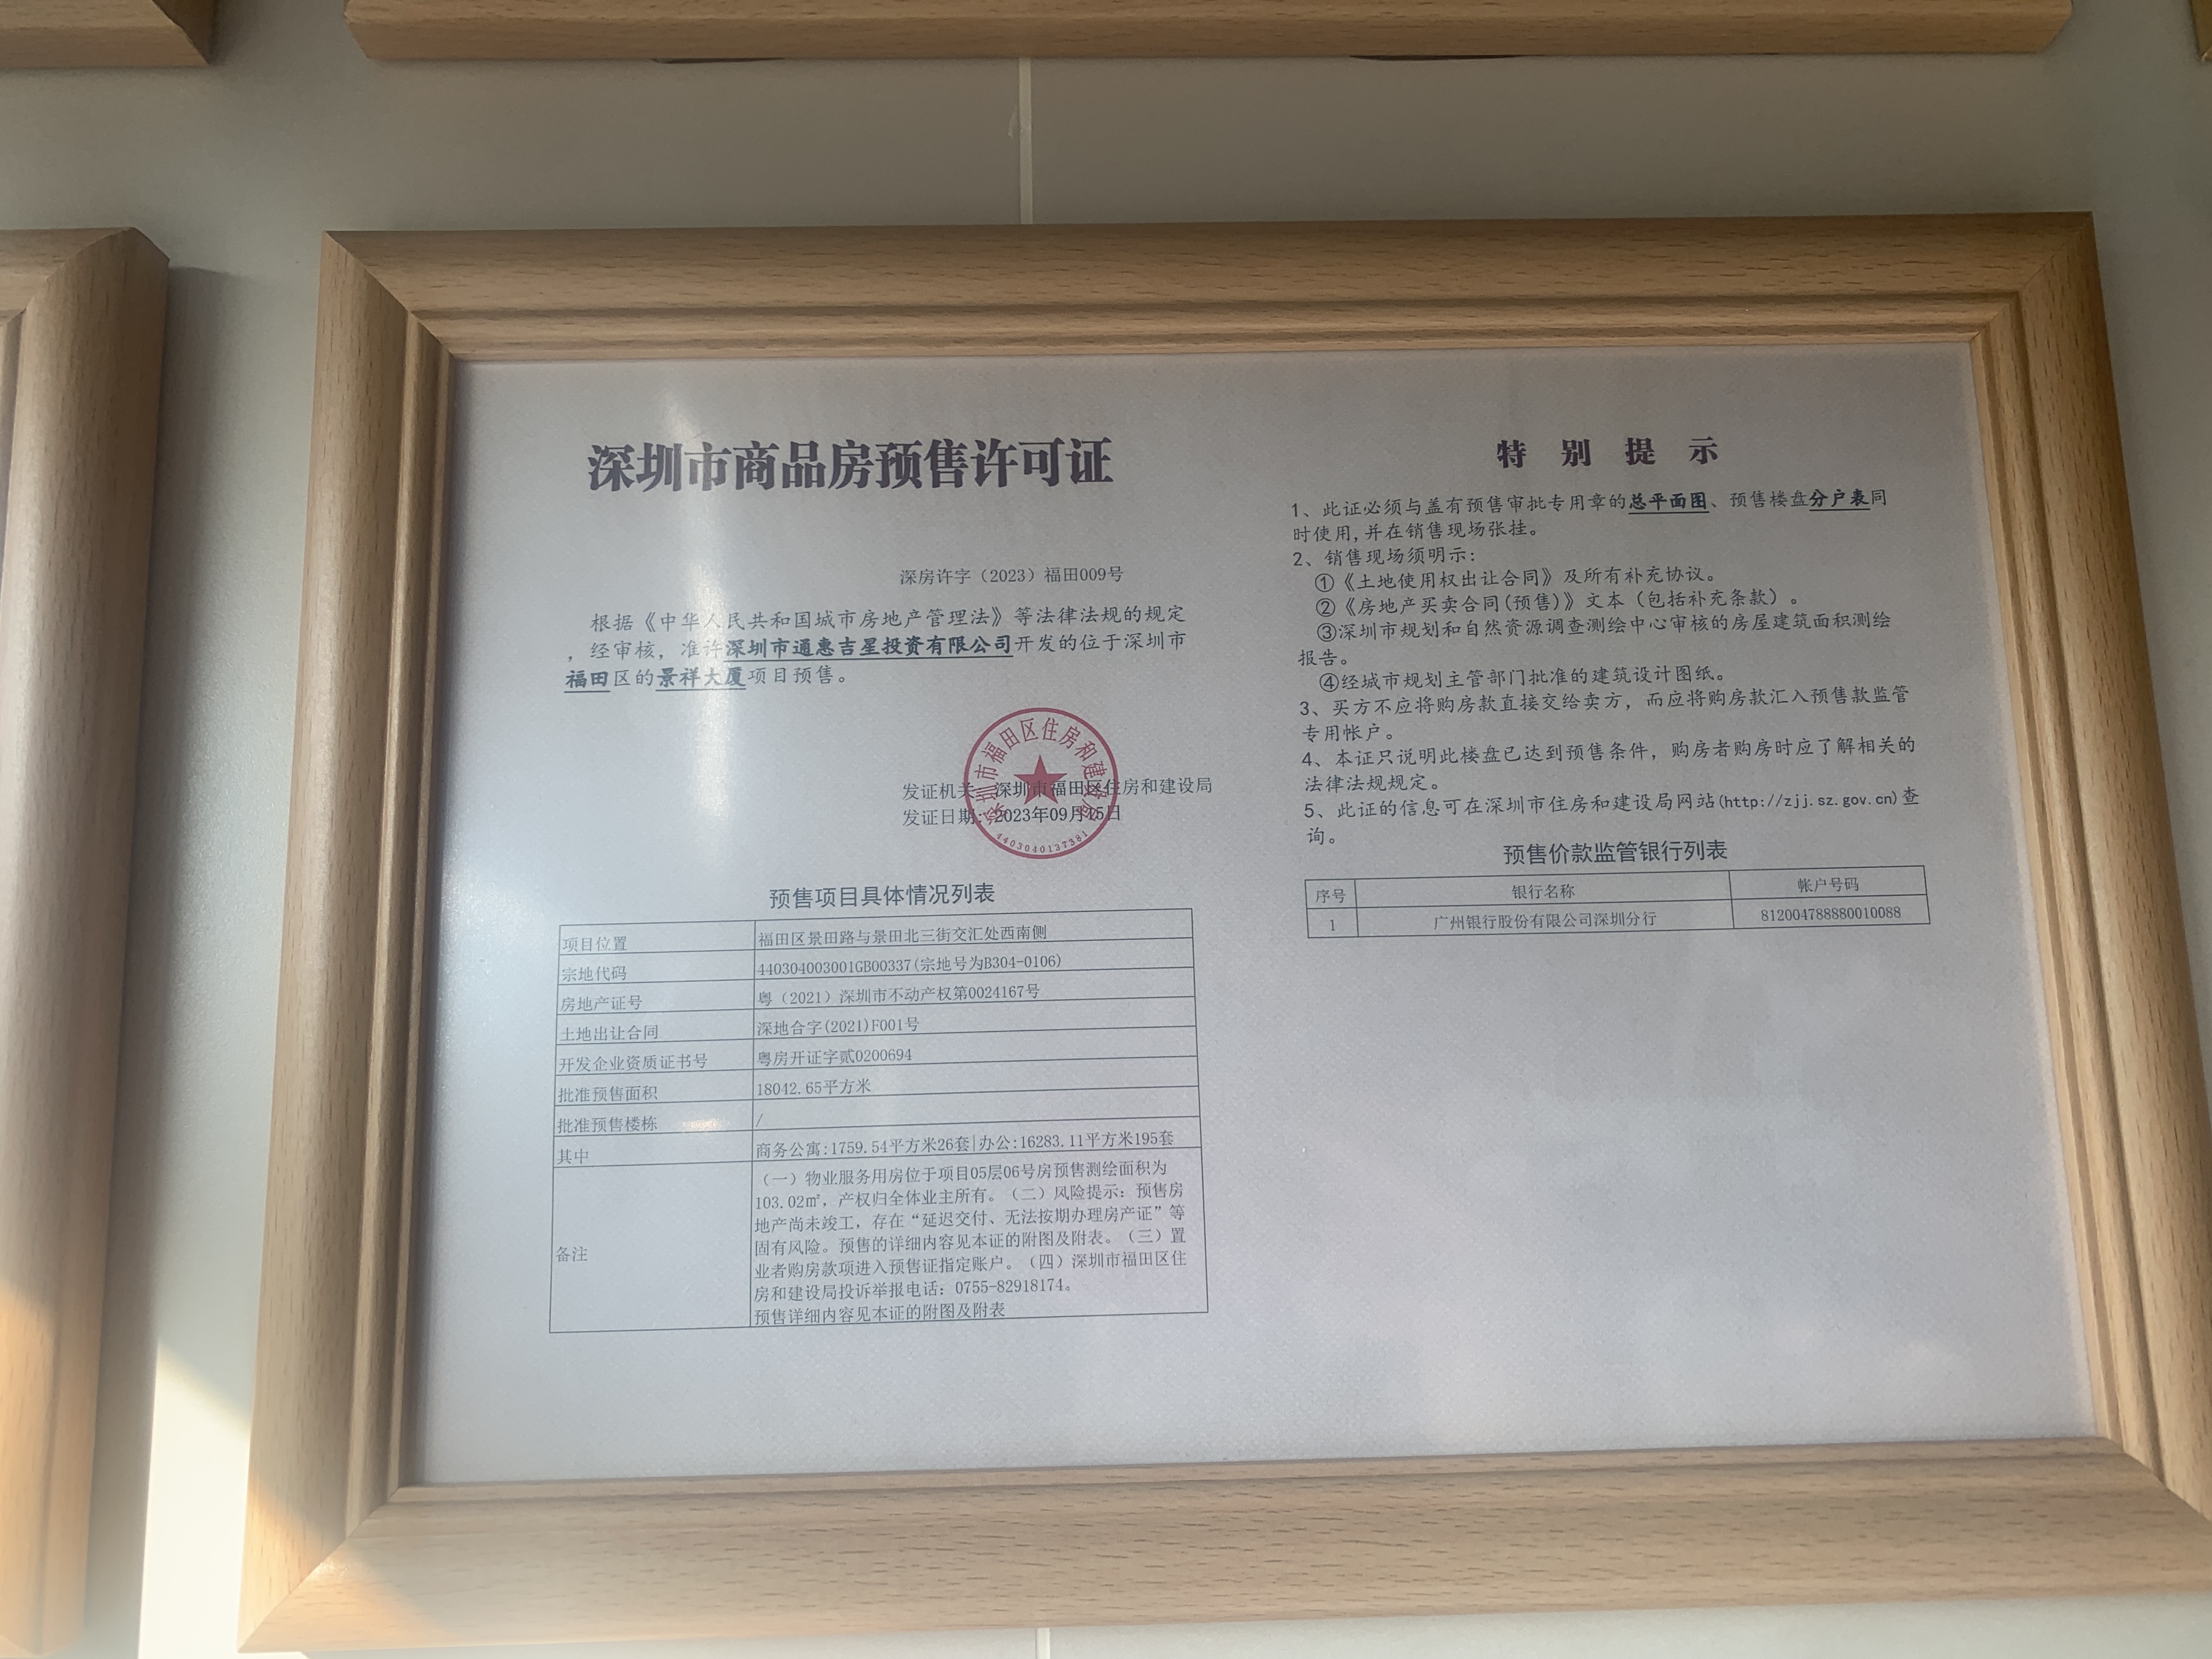 深圳市商品房预售许可证
深房许字（2023）福田009号
根据《中华人民共和国城市房地产管理法》等法律法规的规定
，经审核，准许深圳市通惠吉星投资有限公司开发的位于深圳市
福田区的景祥大厦项目预售。
深圳市福田区住房和建设局
4403040137381
发证机关：深圳市福田区住房和建设局
发证日期：2023年09月15日
预售项目具体情况列表
项目位置 福田区景田路与景田北三街交汇处西南侧
宗地代码 440304003001GB00337(宗地号为B304-0106)
房地产证号 粤（2021）深圳市不动产权第0024167号
土地出让合同 深地合字(2021)F001号
开发企业资质证书号 粤房开证字贰0200694
批准预售面积 18042.65平方米
批准预售楼栋 /
其中 商务公寓:1759.54平方米26套|办公:16283.11平方米195套
备注
（一）物业服务用房位于项目05层06号房预售测绘面积为
103.02㎡，产权归全体业主所有。（二）风险提示：预售房
地产尚未竣工，存在“延迟交付、无法按期办理房产证”等
固有风险。预售的详细内容见本证的附图及附表。（三）置
业者购房款项进入预售证指定账户。（四）深圳市福田区住
房和建设局投诉举报电话：0755-82918174。
预售详细内容见本证的附图及附表
特别提示
1、此证必须与盖有预售审批专用章的总平面图、预售楼盘分户表同
时使用,并在销售现场张挂。
2、销售现场须明示:
①《土地使用权出让合同》及所有补充协议。
②《房地产买卖合同(预售)》文本（包括补充条款）。
③深圳市规划和自然资源调查测绘中心审核的房屋建筑面积测绘
报告。
④经城市规划主管部门批准的建筑设计图纸。
3、买方不应将购房款直接交给卖方，而应将购房款汇入预售款监管
专用帐户。
4、本证只说明此楼盘已达到预售条件，购房者购房时应了解相关的
法律法规规定。
5、此证的信息可在深圳市住房和建设局网站(http://zjj.sz.gov.cn)查
询。
预售价款监管银行列表
序号 银行名称 帐户号码
1 广州银行股份有限公司深圳分行 812004788880010088